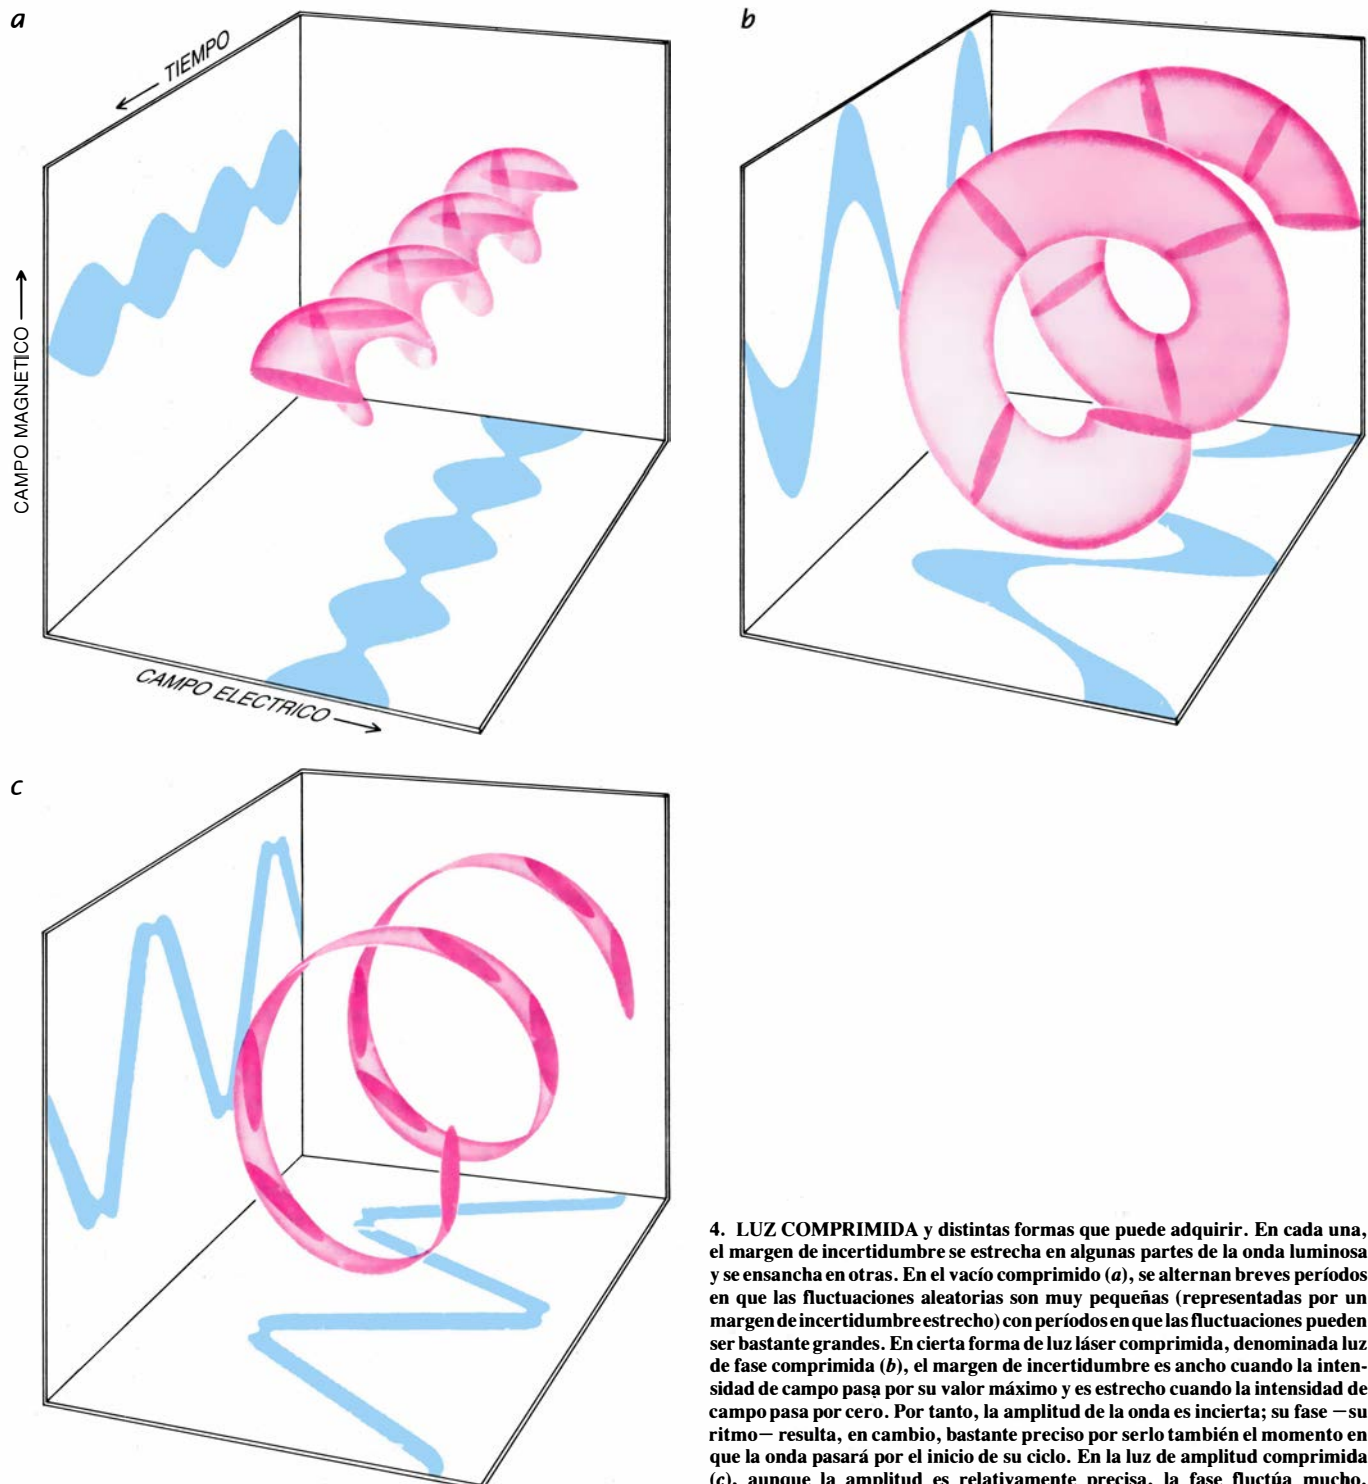 a
TIEMPO
CAMPO MAGNETICO
CAMPO ELECTRICO
b
c
4. LUZ COMPRIMIDA y distintas formas que puede adquirir. En cada una,
el margen de incertidumbre se estrecha en algunas partes de la onda luminosa
y se ensancha en otras. En el vacío comprimido (a), se alternan breves períodos
en que las fluctuaciones aleatorias son muy pequeñas (representadas por un
margen de incertidumbre estrecho) con períodos en que las fluctuaciones pueden
ser bastante grandes. En cierta forma de luz láser comprimida, denominada luz
de fase comprimida (b), el margen de incertidumbre es ancho cuando la inten-
sidad de campo pasa por su valor máximo y es estrecho cuando la intensidad de
campo pasa por cero. Por tanto, la amplitud de la onda es incierta; su fase —su
ritmo— resulta, en cambio, bastante preciso por serlo también el momento en
que la onda pasará por el inicio de su ciclo. En la luz de amplitud comprimida
(c), aunque la amplitud es relativamente precisa, la fase fluctúa mucho.